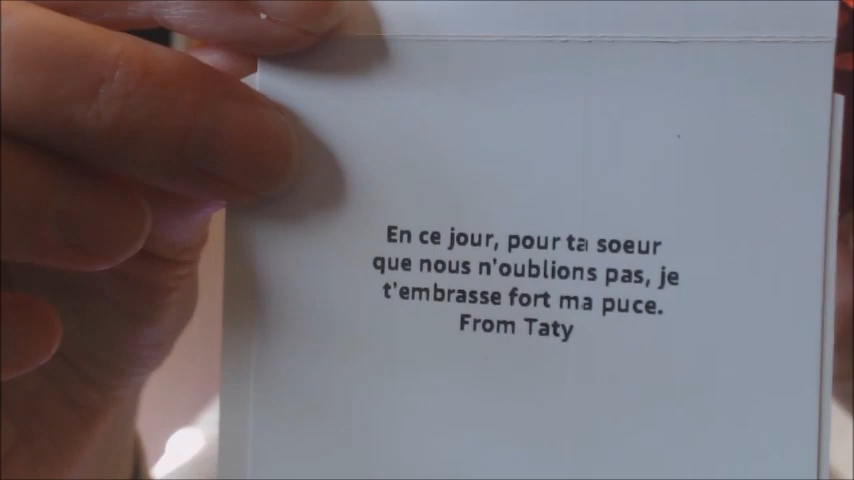 En ce jour, pour ta soeur
que nous n'oublions pas, je
t'embrasse fort ma puce.
From Taty